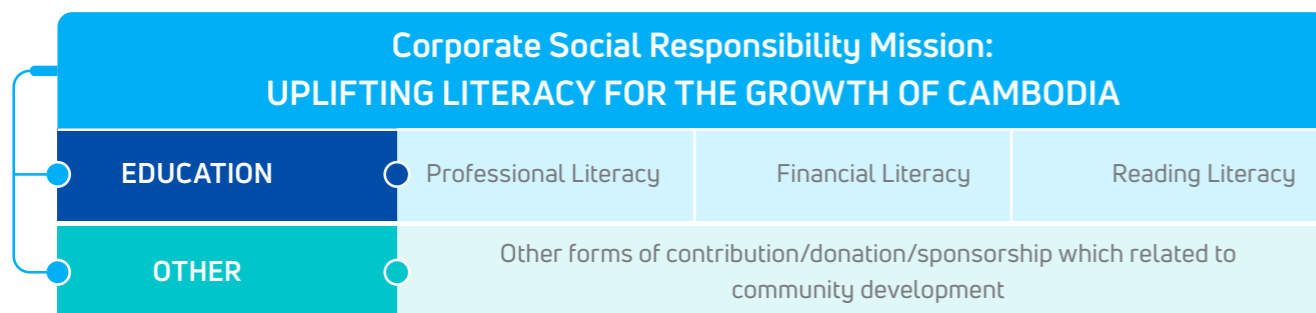 Corporate Social Responsibility Mission:
UPLIFTING LITERACY FOR THE GROWTH OF CAMBODIA
EDUCATION
Professional Literacy
Financial Literacy
Reading Literacy
OTHER
Other forms of contribution/donation/sponsorship which related to
community development